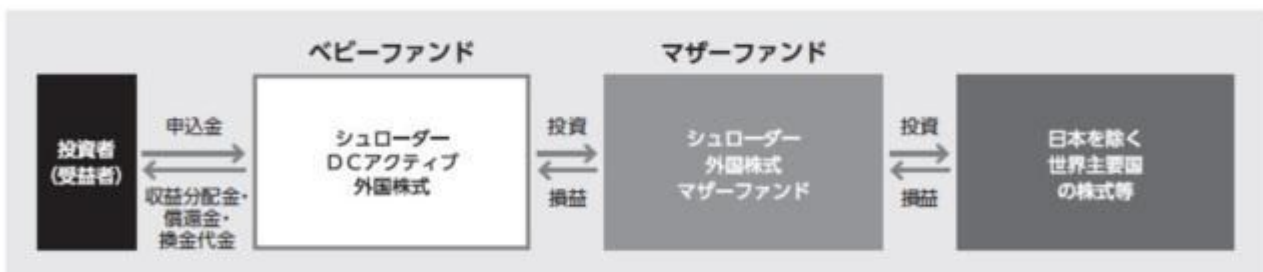 ベビーファンド
マザーファンド
投資者
(受益者)
申込金
収益分配金・
償還金・
換金代金
シュローダー
DCアクティブ
外国株式
投資
損益
シュローダー
外国株式
マザーファンド
投資
損益
日本を除く
世界主要国
の株式等